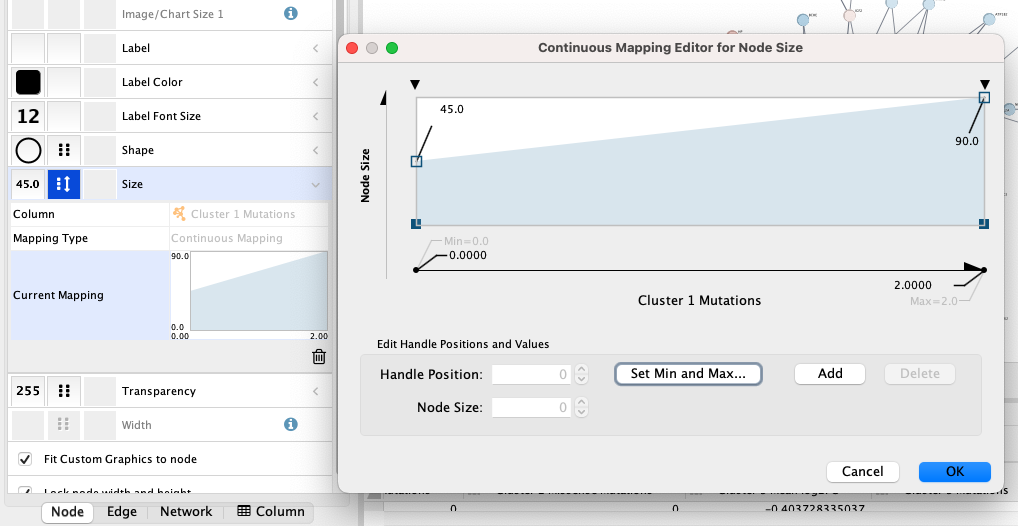 Image/Chart Size 1
Label
Label Color
12 Label Font Size
Shape
45.0 Size
Column Cluster 1 Mutations
Mapping Type Continuous Mapping
Current Mapping
90.0
0.0
0.00 2.00
255 Transparency
Width
Fit Custom Graphics to node
Lock node width and height
Node Edge Network Column
Continuous Mapping Editor for Node Size
Node Size
45.0
90.0
Min=0.0
0.0000
2.0000
Max=2.0
Cluster 1 Mutations
Edit Handle Positions and Values
Handle Position: 0 Set Min and Max... Add Delete
Node Size: 0
Cancel OK
0 0 -0.403728335037